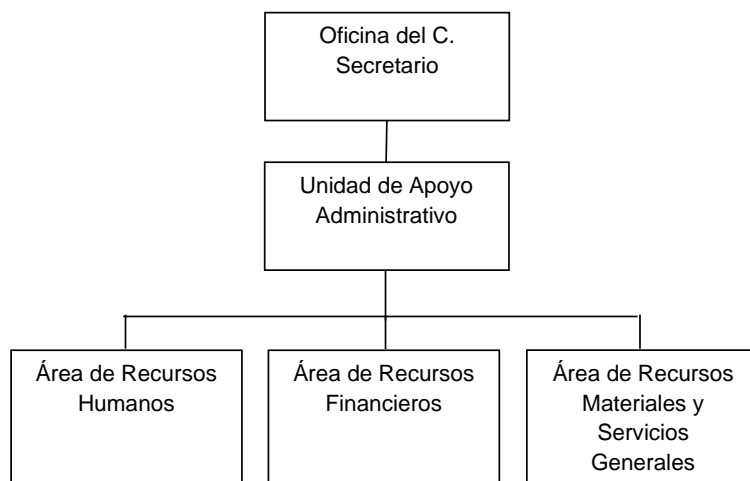 Oficina del C.
Secretario
Unidad de Apoyo
Administrativo
Área de Recursos
Humanos
Área de Recursos
Financieros
Área de Recursos
Materiales y
Servicios
Generales